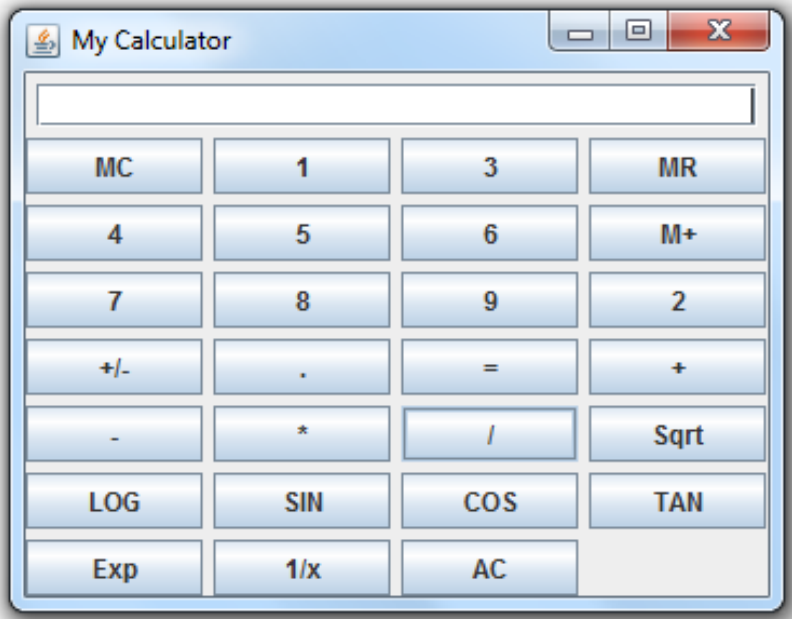 My Calculator
MC 1 3 MR
4 5 6 M+
7 8 9 2
+/- . = +
- * / Sqrt
LOG SIN COS TAN
Exp 1/x AC